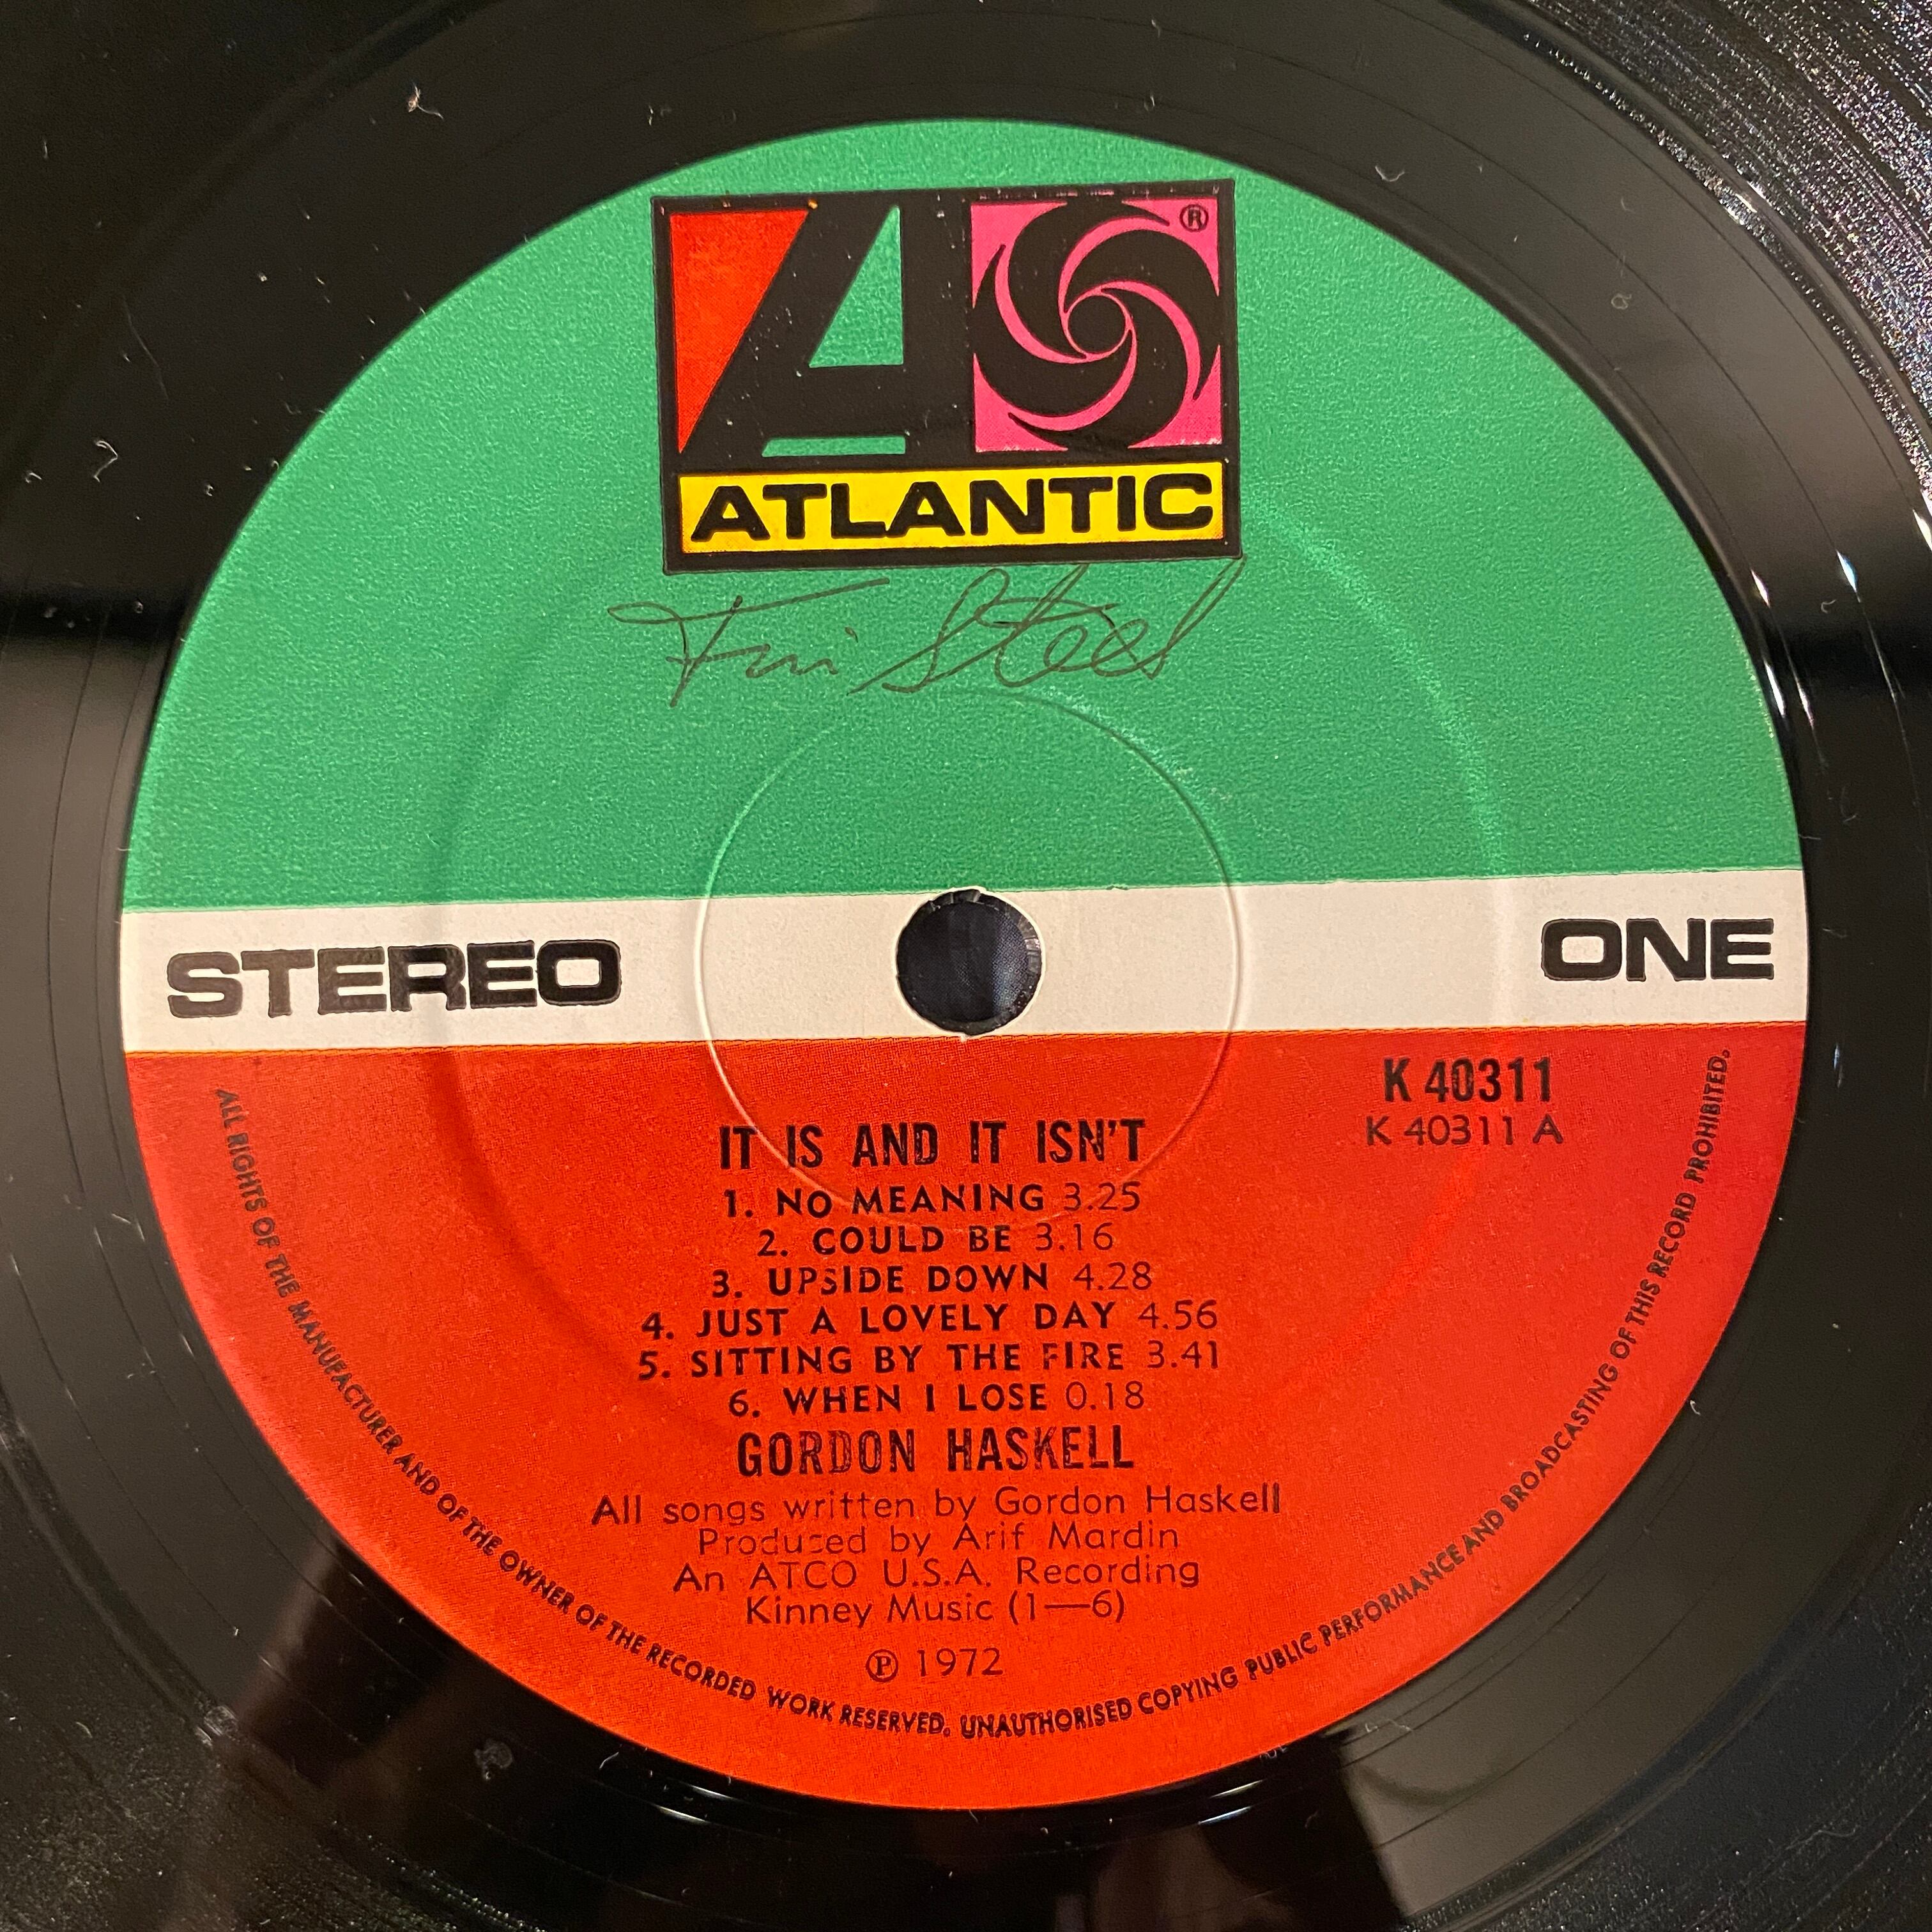 ®
ATLANTIC
STEREO
ONE
K 40311
K 40311 A
IT IS AND IT ISN'T
1. NO MEANING 3.25
2. COULD BE 3.16
3. UPSIDE DOWN 4.28
4. JUST A LOVELY DAY 4.56
5. SITTING BY THE FIRE 3.41
6. WHEN I LOSE 0.18
GORDON HASKELL
All songs written by Gordon Haskell
Produced by Arif Mardin
An ATCO U.S.A. Recording
Kinney Music (1—6)
℗ 1972
ALL RIGHTS OF THE MANUFACTURER AND OF THE OWNER OF THE RECORDED WORK RESERVED. UNAUTHORISED COPYING PUBLIC PERFORMANCE AND BROADCASTING OF THIS RECORD PROHIBITED.